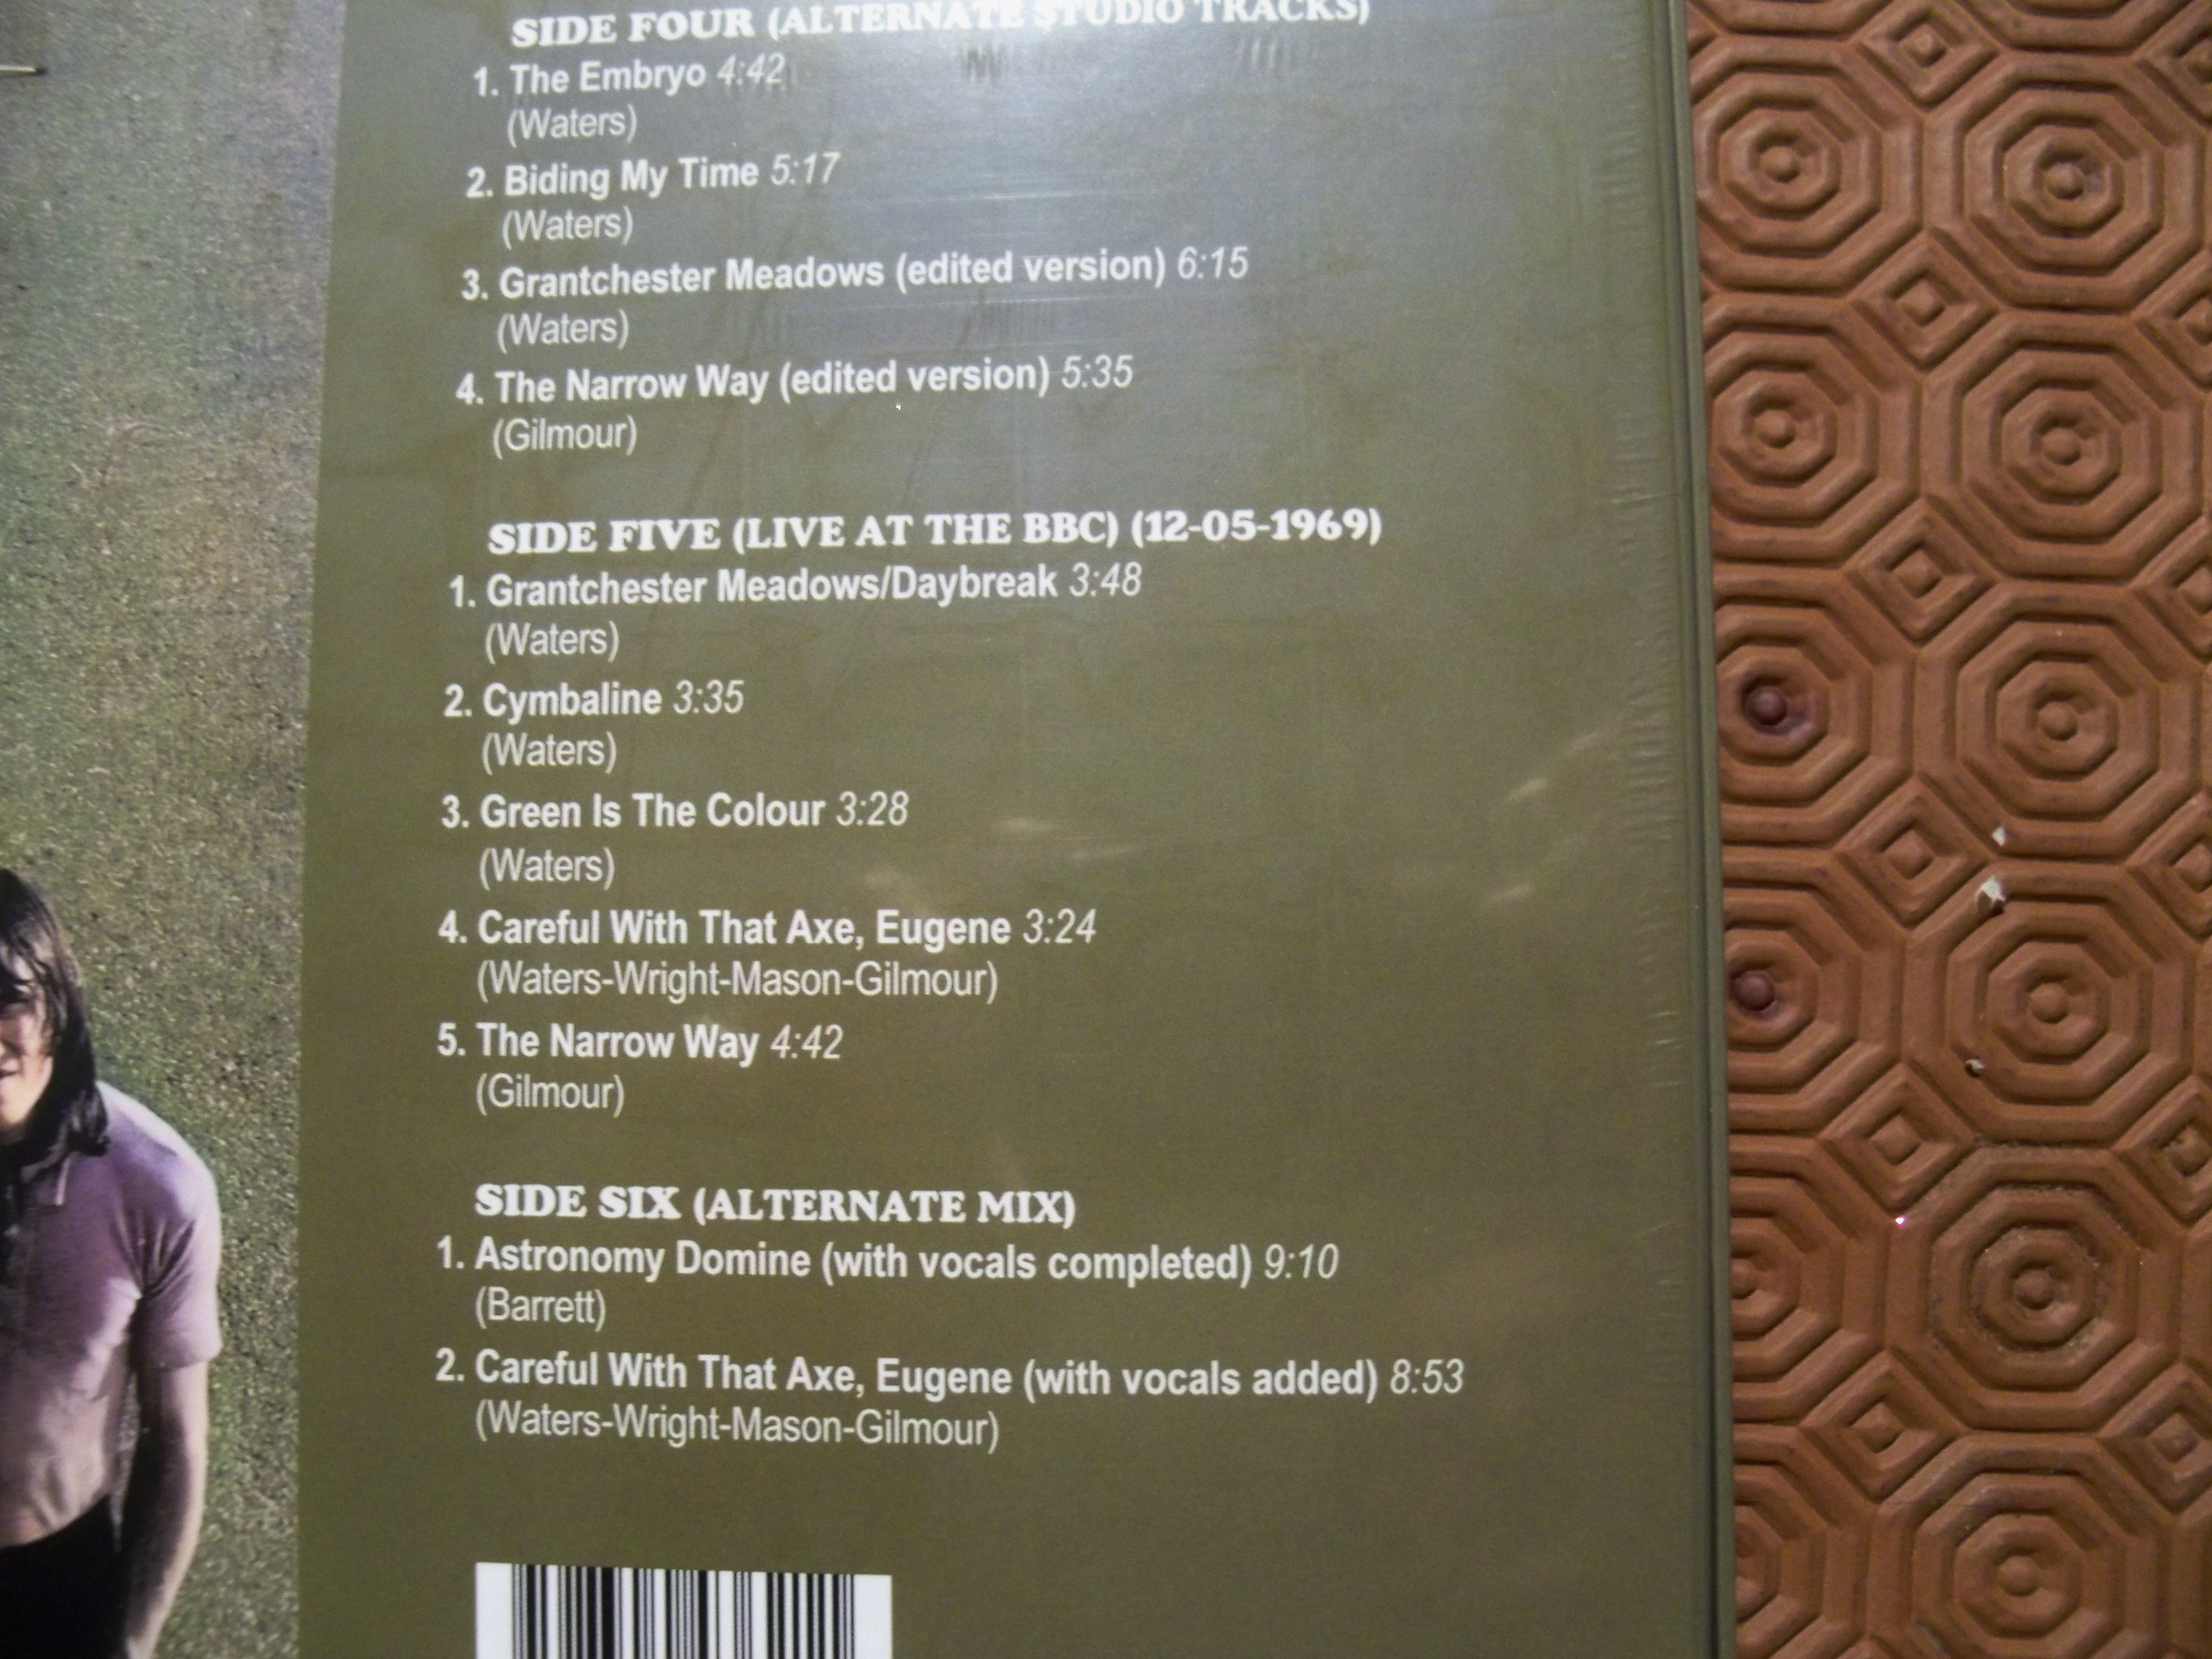 SIDE FOUR (ALTERNATE STUDIO TRACKS)
1. The Embryo 4:42
(Waters)
2. Biding My Time 5:17
(Waters)
3. Grantchester Meadows (edited version) 6:15
(Waters)
4. The Narrow Way (edited version) 5:35
(Gilmour)
SIDE FIVE (LIVE AT THE BBC) (12-05-1969)
1. Grantchester Meadows/Daybreak 3:48
(Waters)
2. Cymbaline 3:35
(Waters)
3. Green Is The Colour 3:28
(Waters)
4. Careful With That Axe, Eugene 3:24
(Waters-Wright-Mason-Gilmour)
5. The Narrow Way 4:42
(Gilmour)
SIDE SIX (ALTERNATE MIX)
1. Astronomy Domine (with vocals completed) 9:10
(Barrett)
2. Careful With That Axe, Eugene (with vocals added) 8:53
(Waters-Wright-Mason-Gilmour)